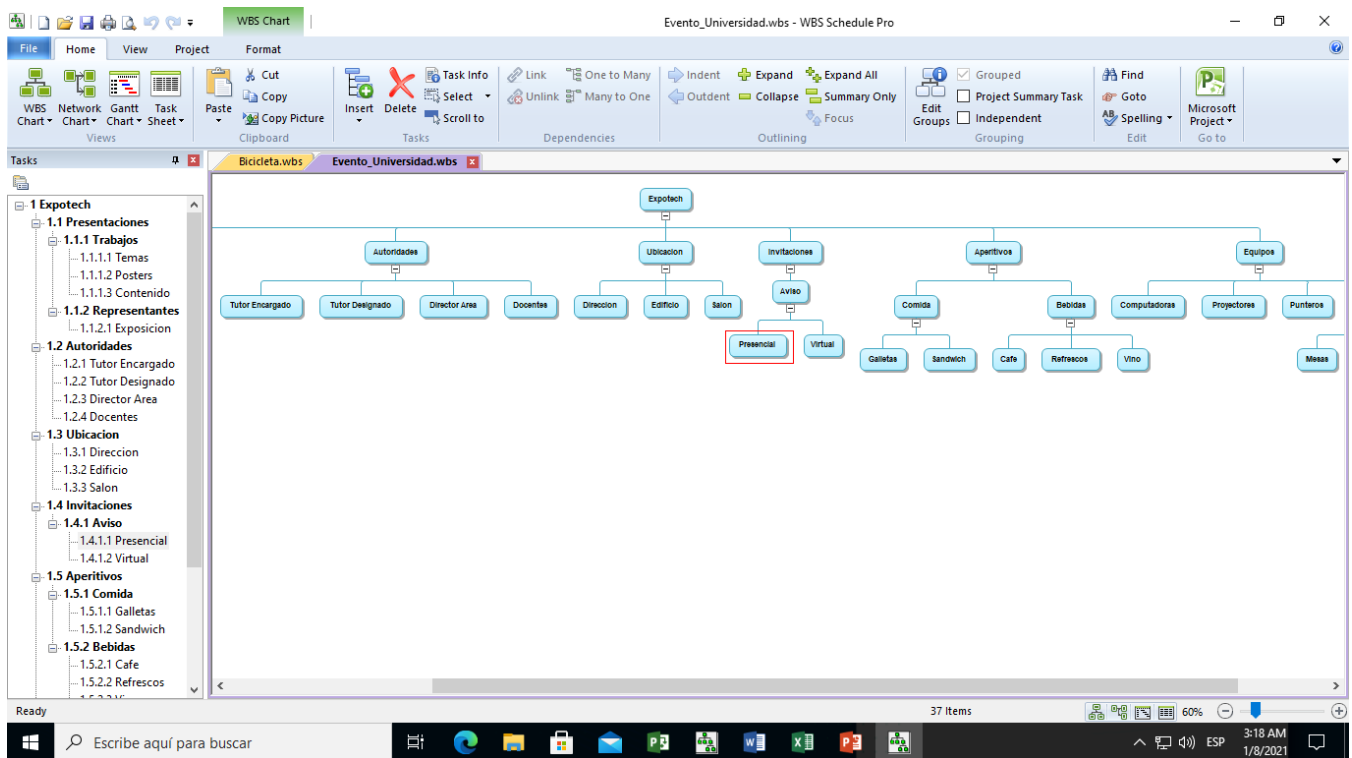 WBS Chart
Evento_Universidad.wbs - WBS Schedule Pro
File Home View Project Format
WBS Chart
Network Chart
Gantt Chart
Task Sheet
Views
Paste
Cut
Copy
Copy Picture
Clipboard
Insert
Delete
Task Info
Select
Scroll to
Tasks
Link
Unlink
One to Many
Many to One
Dependencies
Indent
Outdent
Expand
Collapse
Expand All
Summary Only
Focus
Outlining
Edit Groups
Grouped
Project Summary Task
Independent
Grouping
Find
Goto
Spelling
Edit
Microsoft Project
Go to
Tasks
Bicicleta.wbs
Evento_Universidad.wbs
1 Expotech
1.1 Presentaciones
1.1.1 Trabajos
1.1.1.1 Temas
1.1.1.2 Posters
1.1.1.3 Contenido
1.1.2 Representantes
1.1.2.1 Exposicion
1.2 Autoridades
1.2.1 Tutor Encargado
1.2.2 Tutor Designado
1.2.3 Director Area
1.2.4 Docentes
1.3 Ubicacion
1.3.1 Direccion
1.3.2 Edificio
1.3.3 Salon
1.4 Invitaciones
1.4.1 Aviso
1.4.1.1 Presencial
1.4.1.2 Virtual
1.5 Aperitivos
1.5.1 Comida
1.5.1.1 Galletas
1.5.1.2 Sandwich
1.5.2 Bebidas
1.5.2.1 Cafe
1.5.2.2 Refrescos
Expotech
Autoridades
Ubicacion
Invitaciones
Aperitivos
Equipos
Tutor Encargado
Tutor Designado
Director Area
Docentes
Direccion
Edificio
Salon
Aviso
Comida
Bebidas
Computadoras
Proyectores
Punteros
Presencial
Virtual
Galletas
Sandwich
Cafe
Refrescos
Vino
Mesas
Ready
37 Items
60%
Escribe aquí para buscar
ESP
3:18 AM
1/8/2021